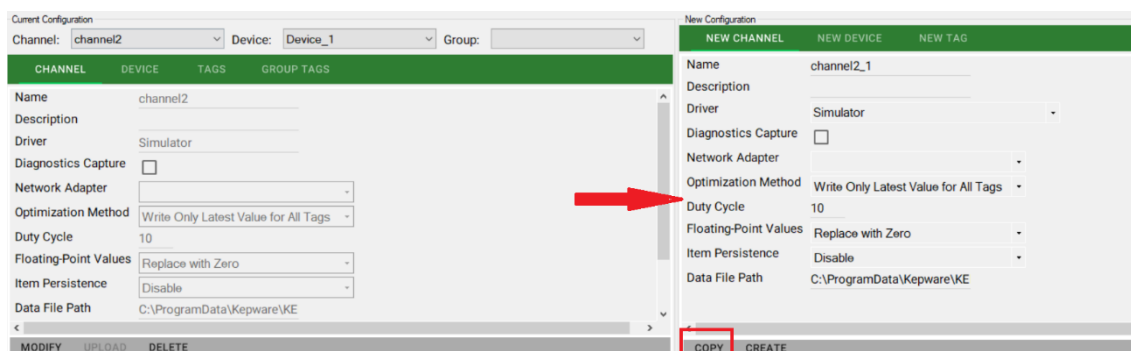 Current Configuration
Channel: channel2 Device: Device_1 Group:
CHANNEL DEVICE TAGS GROUP TAGS
Name channel2
Description
Driver Simulator
Diagnostics Capture
Network Adapter
Optimization Method Write Only Latest Value for All Tags
Duty Cycle 10
Floating-Point Values Replace with Zero
Item Persistence Disable
Data File Path C:\ProgramData\Kepware\KE
MODIFY UPLOAD DELETE
New Configuration
NEW CHANNEL NEW DEVICE NEW TAG
Name channel2_1
Description
Driver Simulator
Diagnostics Capture
Network Adapter
Optimization Method Write Only Latest Value for All Tags
Duty Cycle 10
Floating-Point Values Replace with Zero
Item Persistence Disable
Data File Path C:\ProgramData\Kepware\KE
COPY CREATE